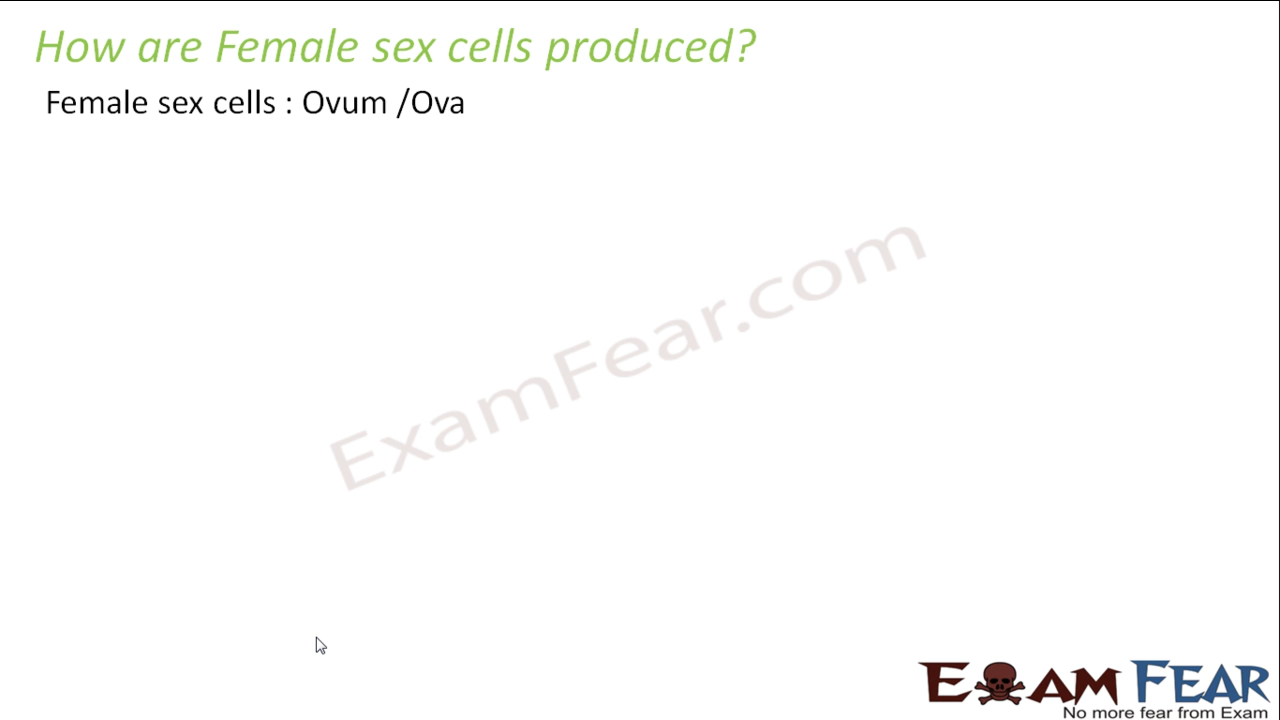 How are Female sex cells produced?
Female sex cells : Ovum /Ova
ExamFear.com
EXAM FEAR
No more fear from Exam